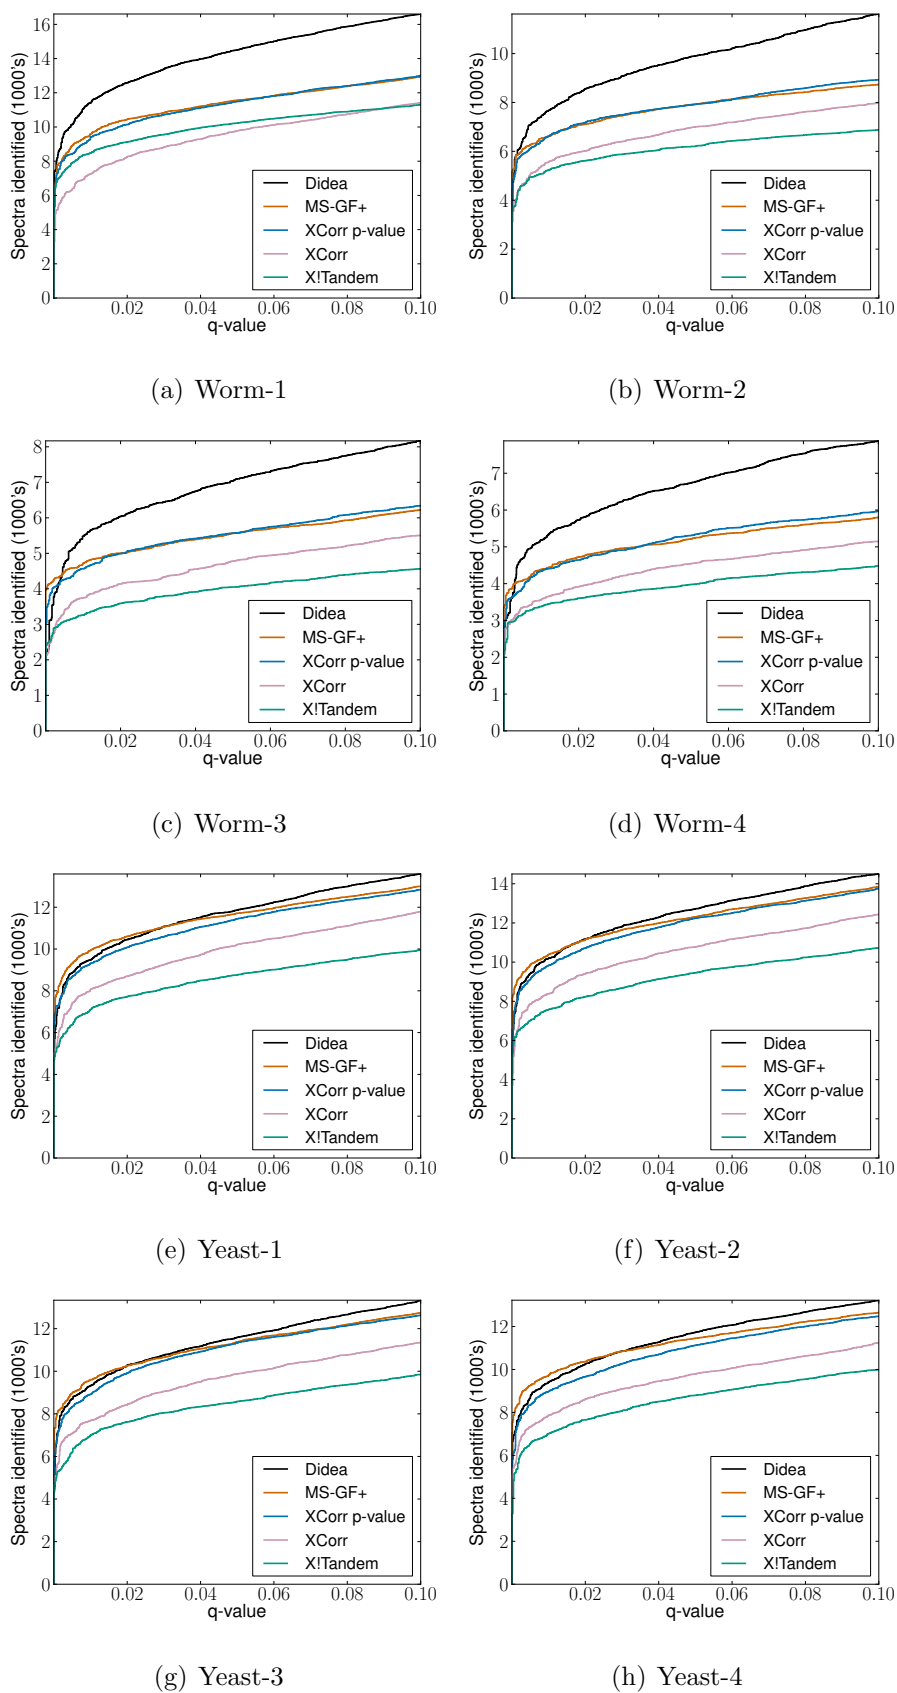 Spectra identified (1000's)
16
14
12
10
8
6
4
2
0
0.02 0.04 0.06 0.08 0.10
q-value
Didea
MS-GF+
XCorr p-value
XCorr
X!Tandem
(a) Worm-1
Spectra identified (1000's)
10
8
6
4
2
0
0.02 0.04 0.06 0.08 0.10
q-value
Didea
MS-GF+
XCorr p-value
XCorr
X!Tandem
(b) Worm-2
Spectra identified (1000's)
8
7
6
5
4
3
2
1
0
0.02 0.04 0.06 0.08 0.10
q-value
Didea
MS-GF+
XCorr p-value
XCorr
X!Tandem
(c) Worm-3
Spectra identified (1000's)
7
6
5
4
3
2
1
0
0.02 0.04 0.06 0.08 0.10
q-value
Didea
MS-GF+
XCorr p-value
XCorr
X!Tandem
(d) Worm-4
Spectra identified (1000's)
12
10
8
6
4
2
0
0.02 0.04 0.06 0.08 0.10
q-value
Didea
MS-GF+
XCorr p-value
XCorr
X!Tandem
(e) Yeast-1
Spectra identified (1000's)
14
12
10
8
6
4
2
0
0.02 0.04 0.06 0.08 0.10
q-value
Didea
MS-GF+
XCorr p-value
XCorr
X!Tandem
(f) Yeast-2
Spectra identified (1000's)
12
10
8
6
4
2
0
0.02 0.04 0.06 0.08 0.10
q-value
Didea
MS-GF+
XCorr p-value
XCorr
X!Tandem
(g) Yeast-3
Spectra identified (1000's)
12
10
8
6
4
2
0
0.02 0.04 0.06 0.08 0.10
q-value
Didea
MS-GF+
XCorr p-value
XCorr
X!Tandem
(h) Yeast-4